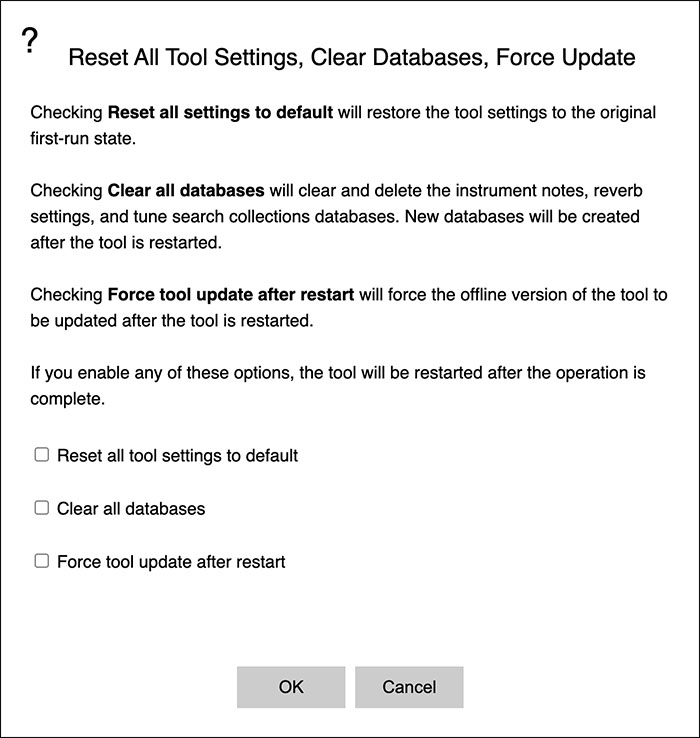 ?
Reset All Tool Settings, Clear Databases, Force Update
Checking Reset all settings to default will restore the tool settings to the original
first-run state.
Checking Clear all databases will clear and delete the instrument notes, reverb
settings, and tune search collections databases. New databases will be created
after the tool is restarted.
Checking Force tool update after restart will force the offline version of the tool to
be updated after the tool is restarted.
If you enable any of these options, the tool will be restarted after the operation is
complete.
Reset all tool settings to default
Clear all databases
Force tool update after restart
OK Cancel